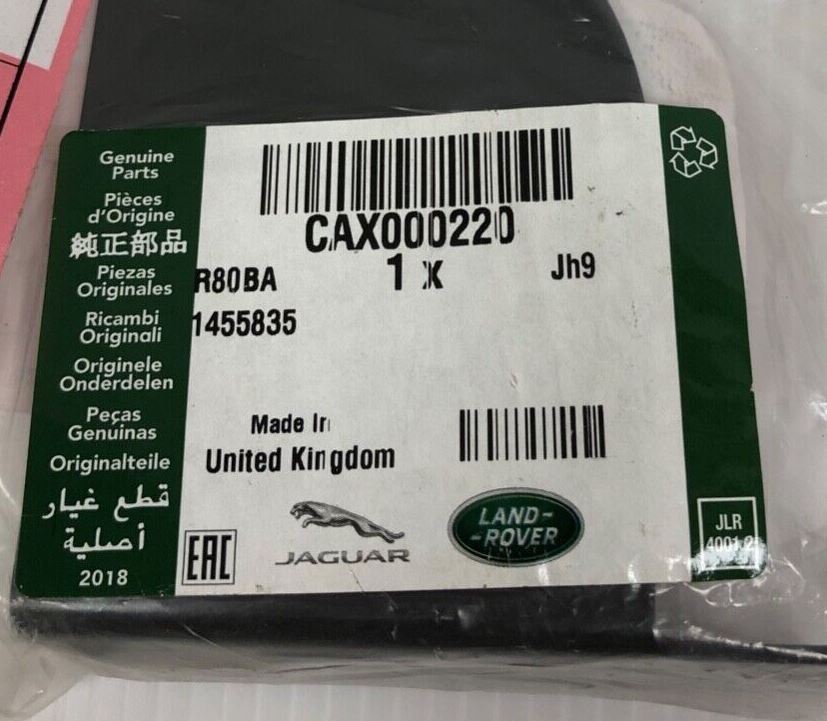 Genuine
Parts
Pièces
d'Origine
純正部品
Piezas
Originales
Ricambi
Originali
Originele
Onderdelen
Peças
Genuínas
Originalteile
قطع غيار
أصلية
2018
CAX000220
1 x
Jh9
R80BA
1455835
Made In
United Kingdom
EAC
JAGUAR
LAND-
-ROVER
JLR